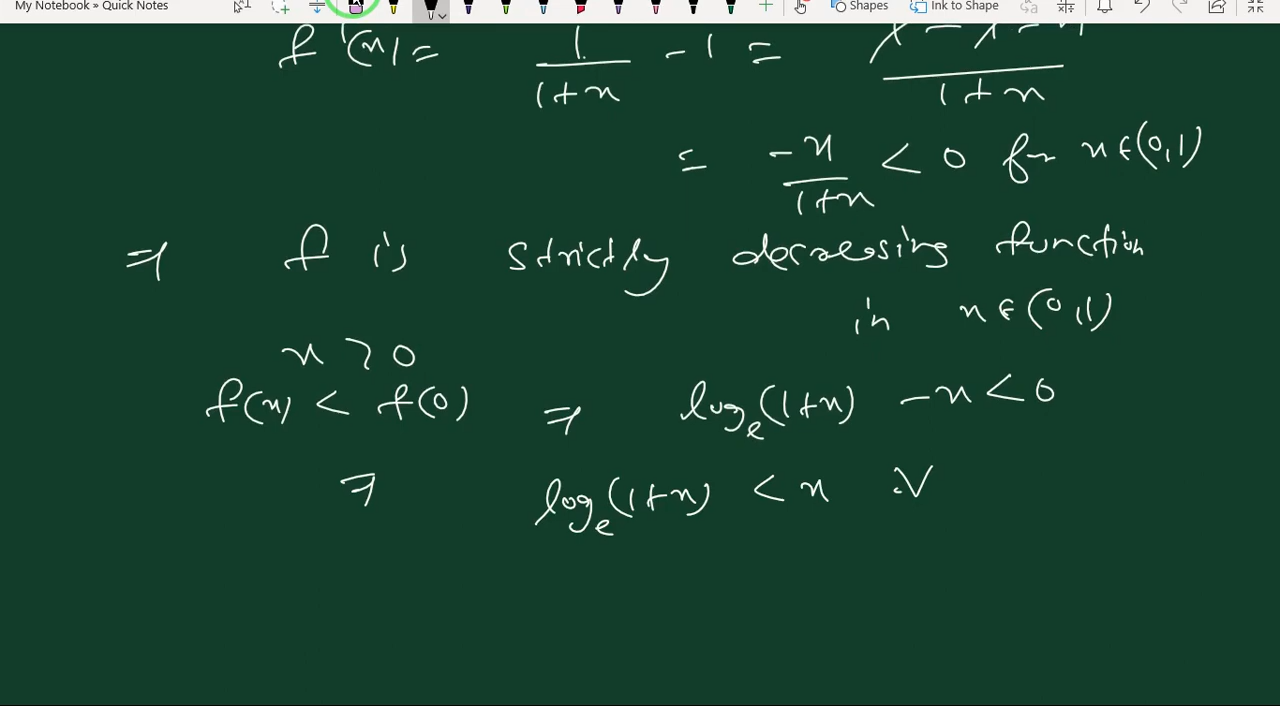 My Notebook » Quick Notes
Shapes
Ink to Shape
f'(x) = 1/(1+x) - 1 =
1+x
= -x/(1+x) < 0 for x ∈ (0,1)
⇒ f is strictly decreasing function
in x ∈ (0,1)
x > 0
f(x) < f(0) ⇒ log_e(1+x) - x < 0
⇒ log_e(1+x) < x